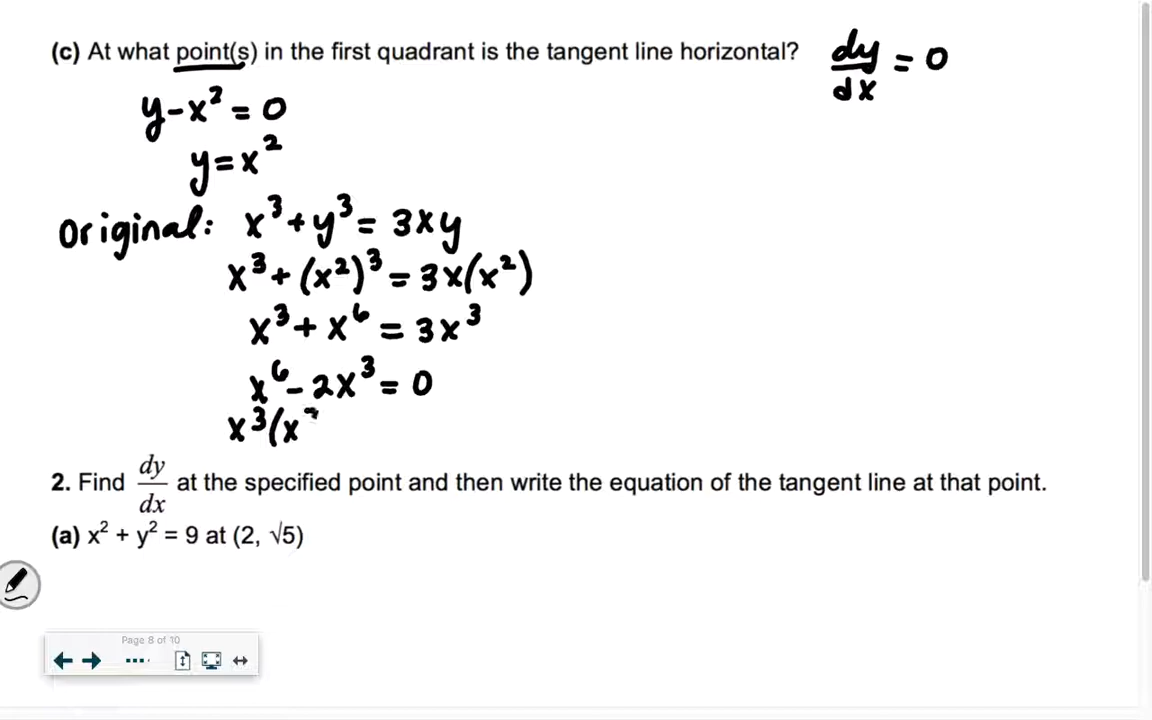 (c) At what point(s) in the first quadrant is the tangent line horizontal? dy/dx = 0
y-x² = 0
y=x²
Original: x³+y³= 3xy
x³+(x²)³=3x(x²)
x³+x⁶ = 3x³
x⁶-2x³= 0
x³(x
2. Find dy/dx at the specified point and then write the equation of the tangent line at that point.
(a) x² + y² = 9 at (2, √5)
Page 8 of 10